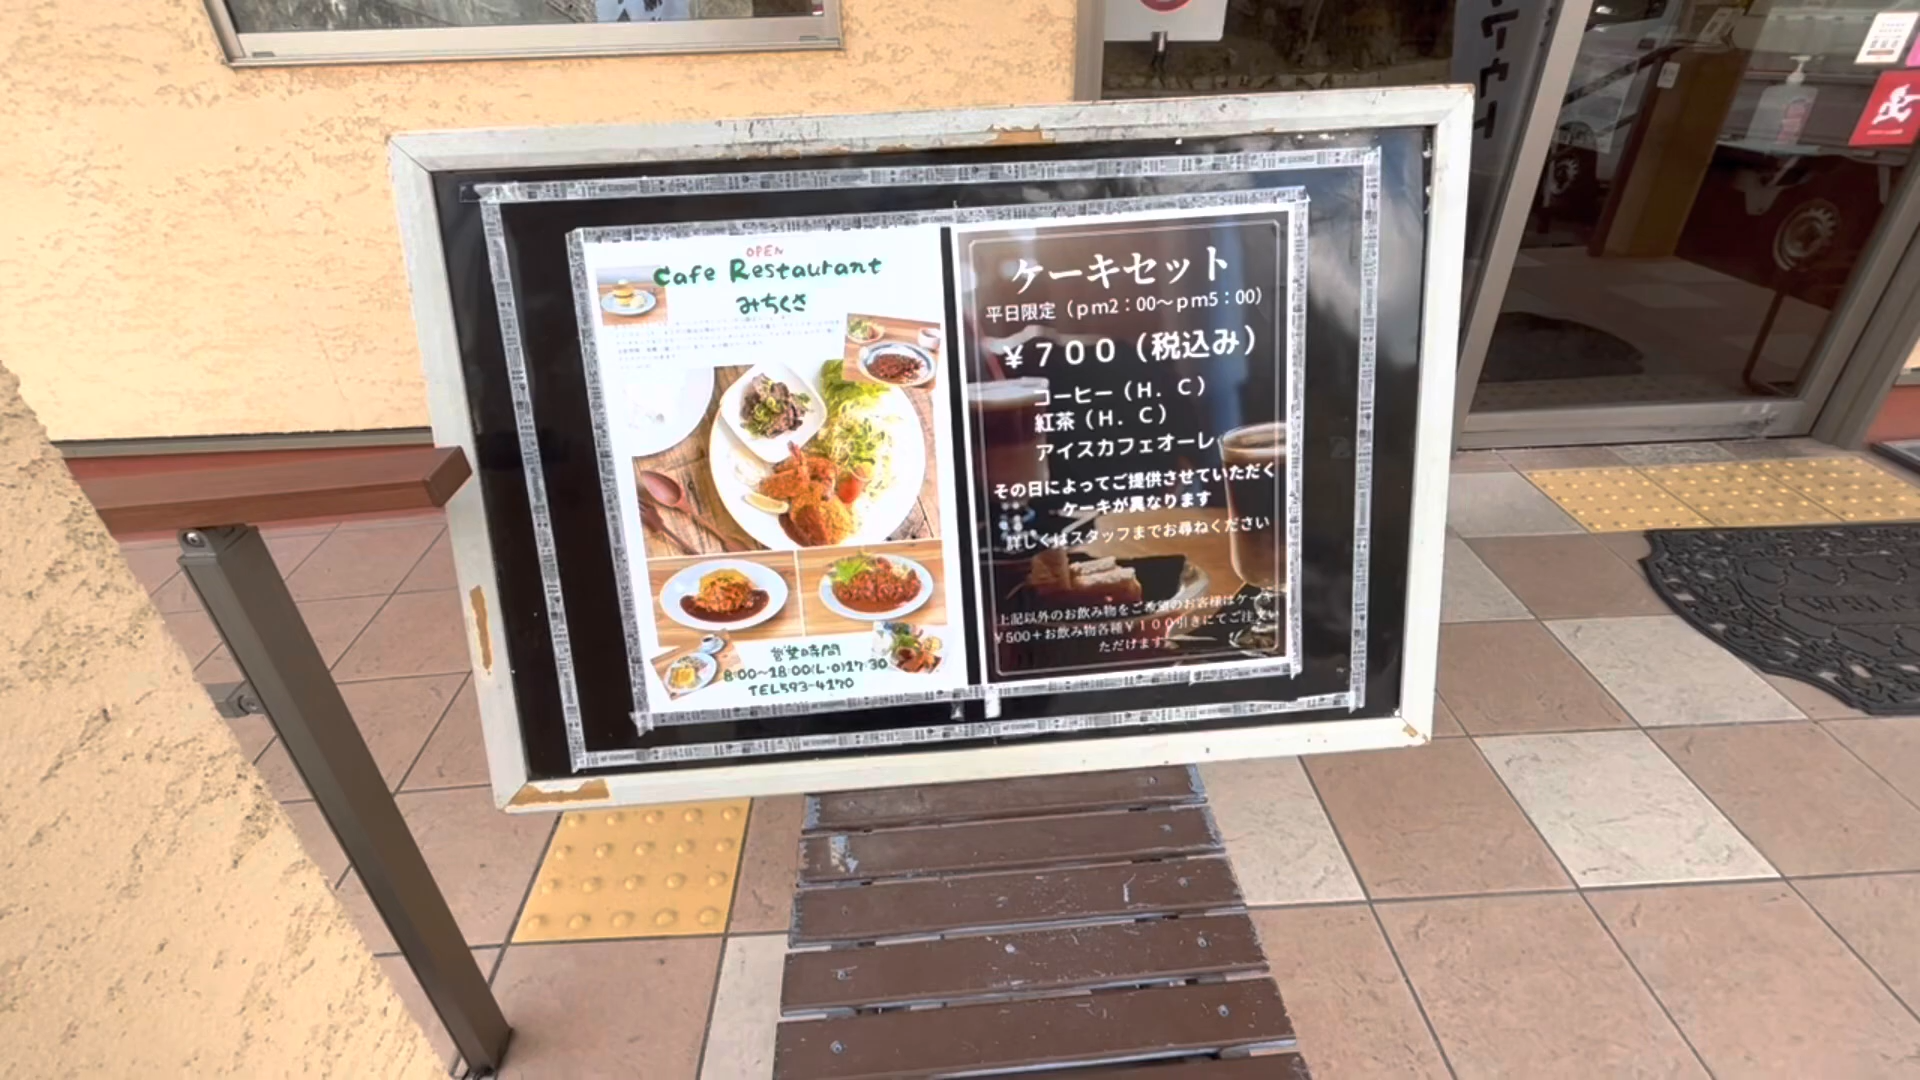 OPEN
Cafe Restaurant
みちくさ
営業時間
8:00~18:00(L・O)17:30
TEL593-4170
ケーキセット
平日限定（pm2：00～pm5：00）
￥７００（税込み）
コーヒー（H．C）
紅茶（H．C）
アイスカフェオーレ
その日によってご提供させていただく
ケーキが異なります
詳しくはスタッフまでお尋ねください
上記以外のお飲み物をご希望のお客様はケーキ
￥500＋お飲み物各種￥１００引きにてご注文い
ただけます。